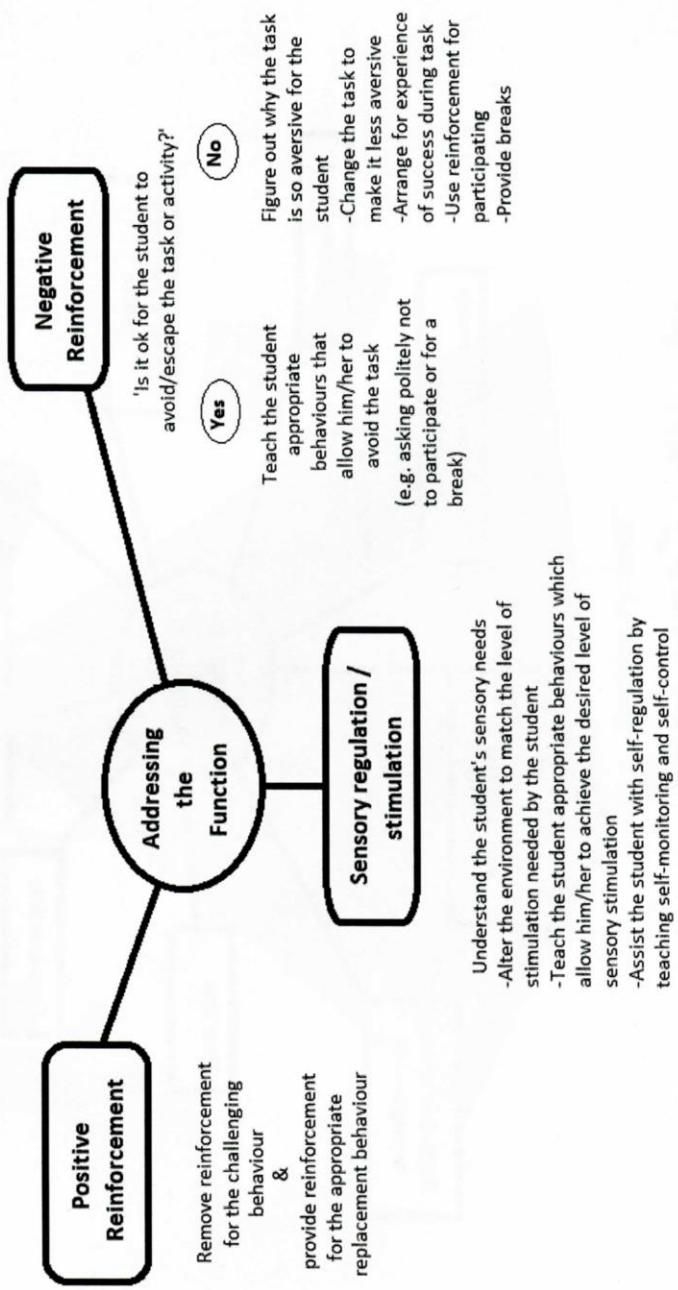 Addressing
the
Function
Positive
Reinforcement
Remove reinforcement
for the challenging
behaviour
&
provide reinforcement
for the appropriate
replacement behaviour
Sensory regulation /
stimulation
Understand the student's sensory needs
-Alter the environment to match the level of
stimulation needed by the student
-Teach the student appropriate behaviours which
allow him/her to achieve the desired level of
sensory stimulation
-Assist the student with self-regulation by
teaching self-monitoring and self-control
Negative
Reinforcement
'Is it ok for the student to
avoid/escape the task or activity?'
Yes
Teach the student
appropriate
behaviours that
allow him/her to
avoid the task
(e.g. asking politely not
to participate or for a
break)
No
Figure out why the task
is so aversive for the
student
-Change the task to
make it less aversive
-Arrange for experience
of success during task
-Use reinforcement for
participating
-Provide breaks